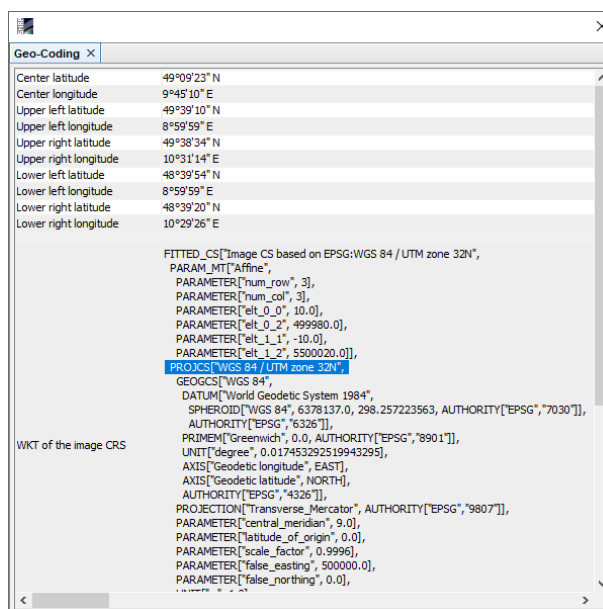 Geo-Coding ×
Center latitude 49°09'23" N
Center longitude 9°45'10" E
Upper left latitude 49°39'10" N
Upper left longitude 8°59'59" E
Upper right latitude 49°38'34" N
Upper right longitude 10°31'14" E
Lower left latitude 48°39'54" N
Lower left longitude 8°59'59" E
Lower right latitude 48°39'20" N
Lower right longitude 10°29'26" E
FITTED_CS["Image CS based on EPSG:WGS 84 / UTM zone 32N",
PARAM_MT["Affine",
PARAMETER["num_row", 3],
PARAMETER["num_col", 3],
PARAMETER["elt_0_0", 10.0],
PARAMETER["elt_0_2", 499980.0],
PARAMETER["elt_1_1", -10.0],
PARAMETER["elt_1_2", 5500020.0]],
PROJCS["WGS 84 / UTM zone 32N",
GEOGCS["WGS 84",
DATUM["World Geodetic System 1984",
SPHEROID["WGS 84", 6378137.0, 298.257223563, AUTHORITY["EPSG","7030"]],
AUTHORITY["EPSG","6326"]],
WKT of the image CRS
PRIMEM["Greenwich", 0.0, AUTHORITY["EPSG","8901"]],
UNIT["degree", 0.017453292519943295],
AXIS["Geodetic longitude", EAST],
AXIS["Geodetic latitude", NORTH],
AUTHORITY["EPSG","4326"]],
PROJECTION["Transverse_Mercator", AUTHORITY["EPSG","9807"]],
PARAMETER["central_meridian", 9.0],
PARAMETER["latitude_of_origin", 0.0],
PARAMETER["scale_factor", 0.9996],
PARAMETER["false_easting", 500000.0],
PARAMETER["false_northing", 0.0],